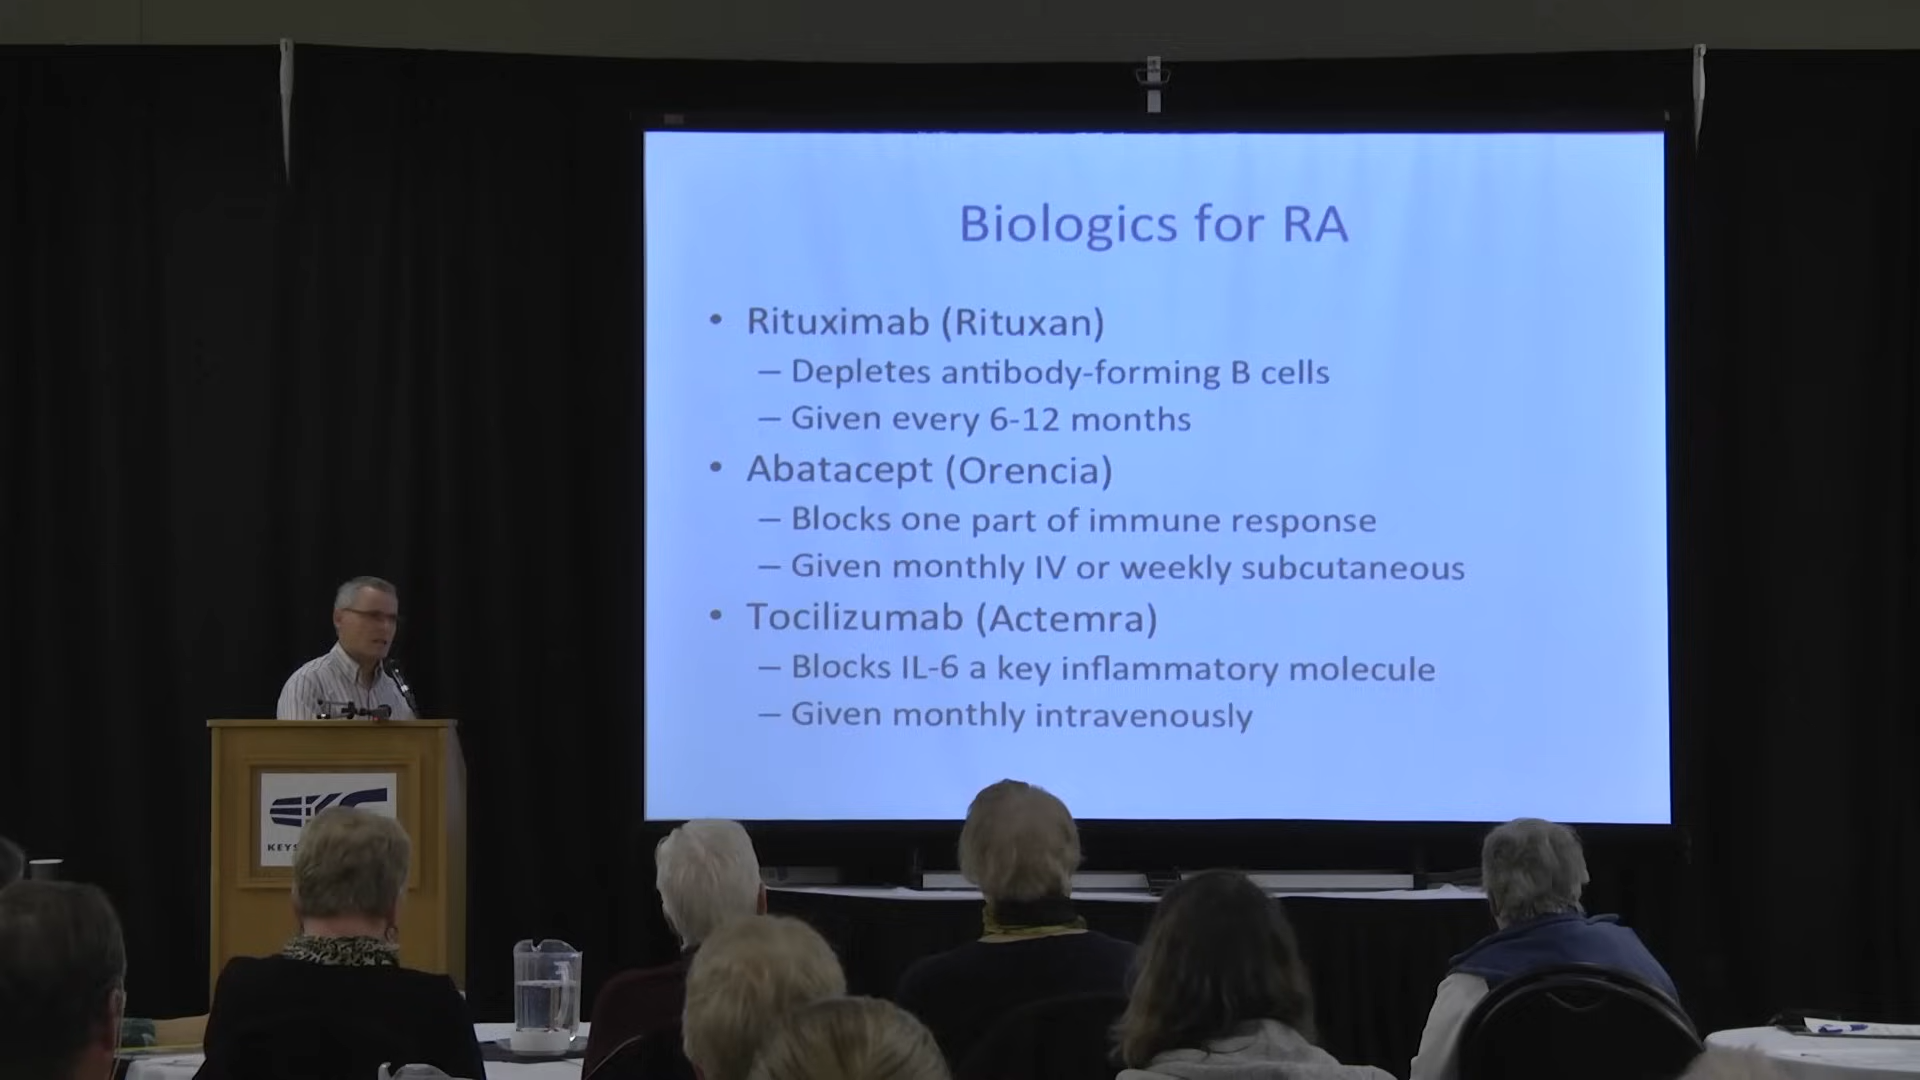 Biologics for RA
• Rituximab (Rituxan)
– Depletes antibody-forming B cells
– Given every 6-12 months
• Abatacept (Orencia)
– Blocks one part of immune response
– Given monthly IV or weekly subcutaneous
• Tocilizumab (Actemra)
– Blocks IL-6 a key inflammatory molecule
– Given monthly intravenously